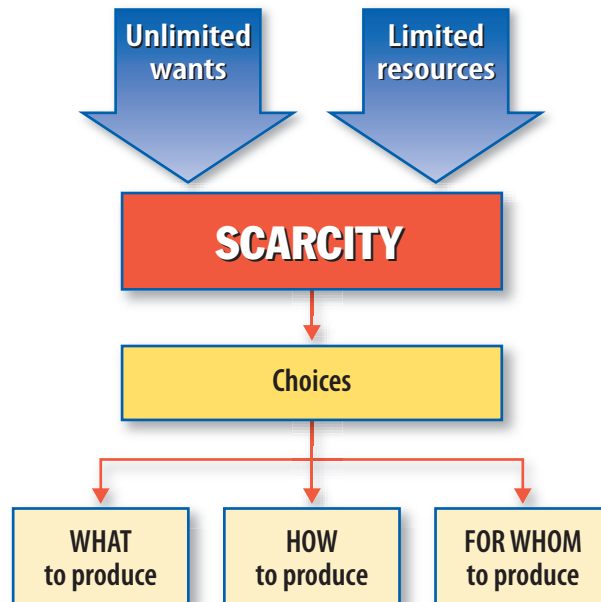 Unlimited
wants
Limited
resources
SCARCITY
Choices
WHAT
to produce
HOW
to produce
FOR WHOM
to produce